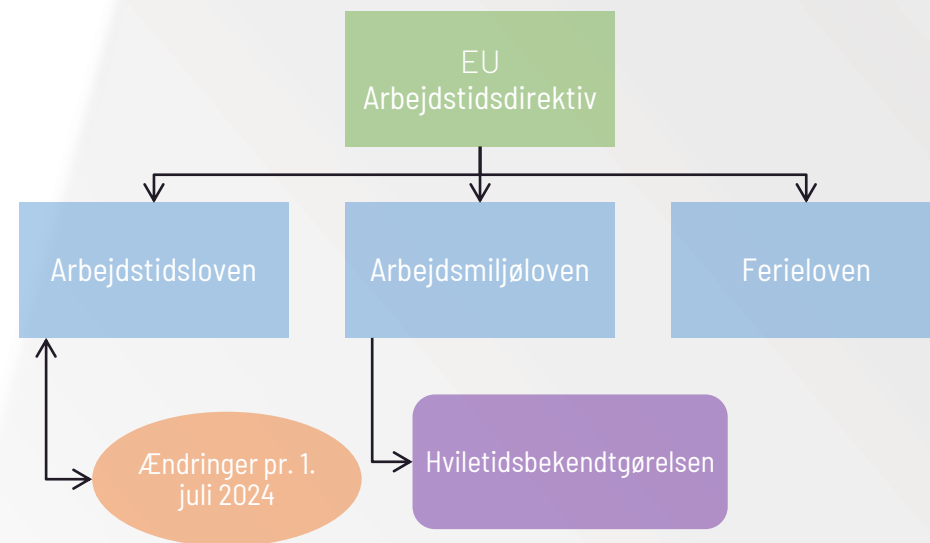 EU
Arbejdstidsdirektiv
Arbejdstidsloven
Arbejdsmiljøloven
Ferieloven
Ændringer pr. 1.
juli 2024
Hviletidsbekendtgørelsen